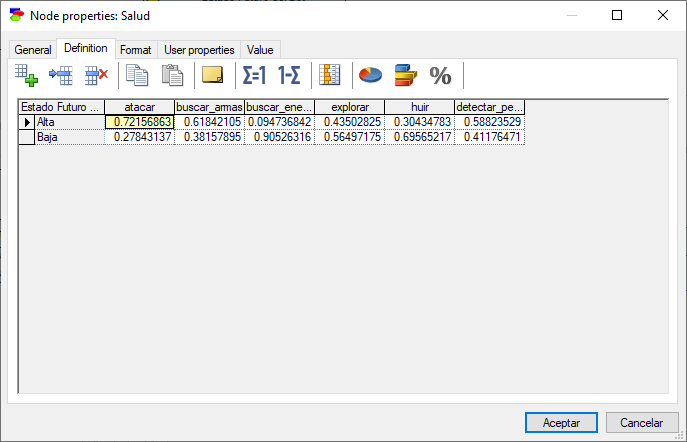 Node properties: Salud
General Definition Format User properties Value
Σ=1 1-Σ %
Estado Futuro ... atacar buscar_armas buscar_ene... explorar huir detectar_pe...
Alta 0.72156863 0.61842105 0.094736842 0.43502825 0.30434783 0.58823529
Baja 0.27843137 0.38157895 0.90526316 0.56497175 0.69565217 0.41176471
Aceptar Cancelar